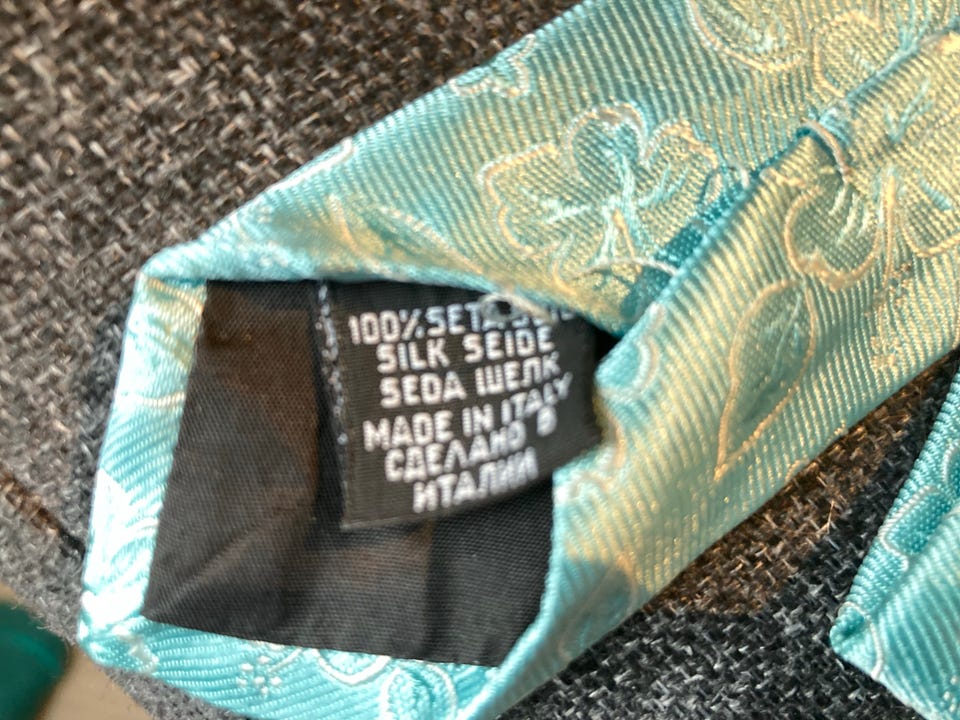 100% SETA
SILK SEIDE
SEDA ШЕЛК
MADE IN ITALY
СДЕЛАНО В
ИТАЛИИ